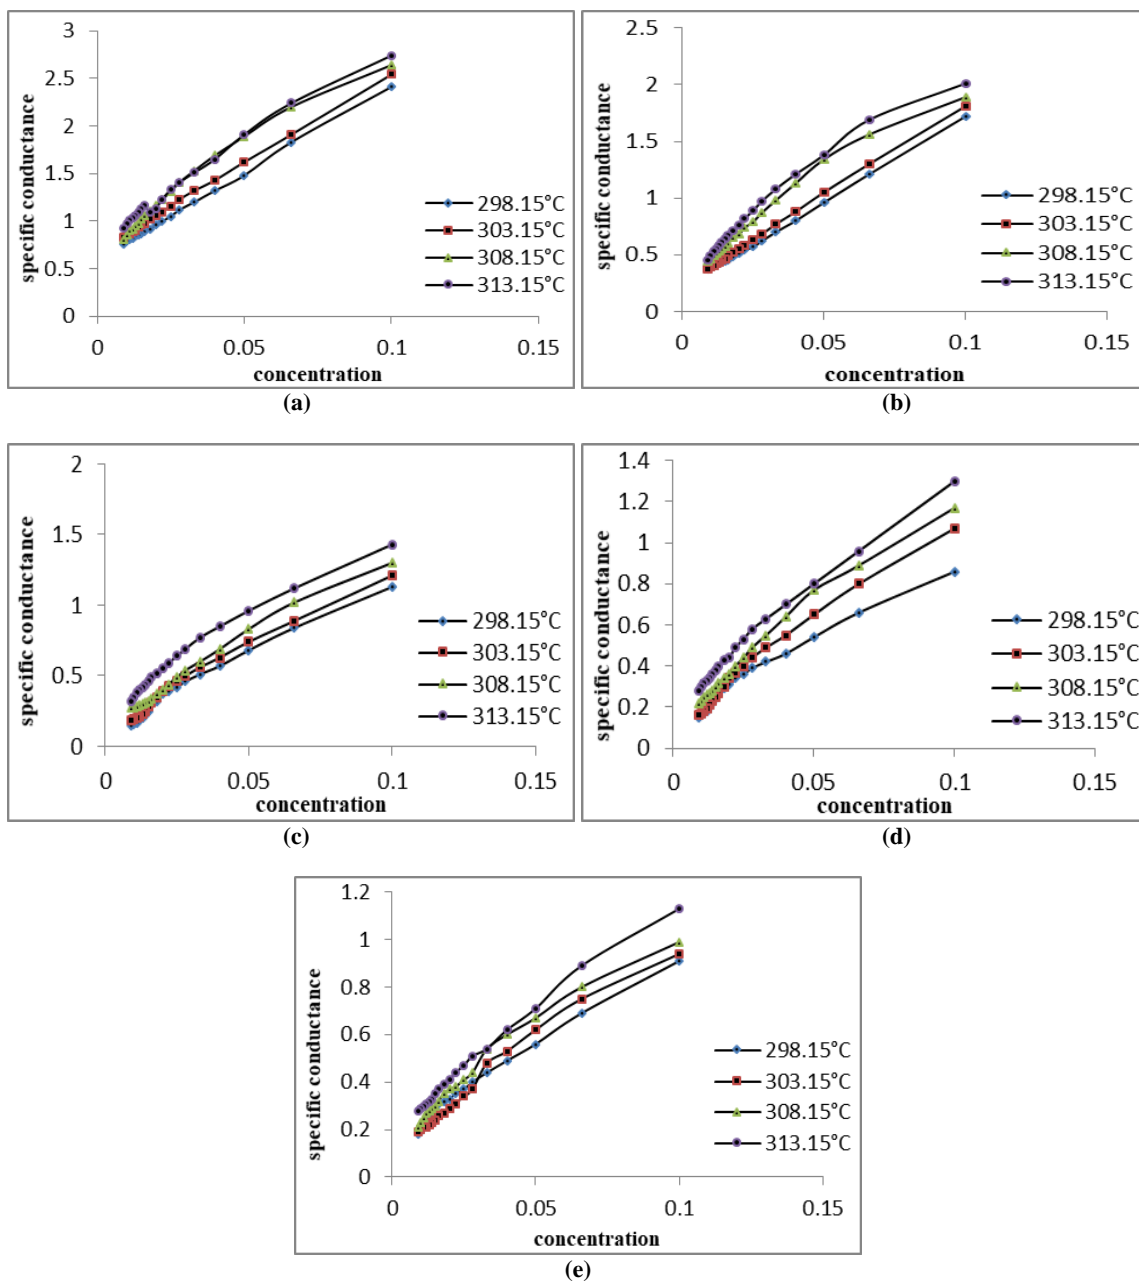 3
2.5
2
1.5
1
0.5
0
0
0.05
0.1
0.15
specific conductance
concentration
298.15°C
303.15°C
308.15°C
313.15°C
(a)
2.5
2
1.5
1
0.5
0
0
0.05
0.1
0.15
specific conductance
concentration
298.15°C
303.15°C
308.15°C
313.15°C
(b)
2
1.5
1
0.5
0
0
0.05
0.1
0.15
specific conductance
concentration
298.15°C
303.15°C
308.15°C
313.15°C
(c)
1.4
1.2
1
0.8
0.6
0.4
0.2
0
0
0.05
0.1
0.15
specific conductance
concentration
298.15°C
303.15°C
308.15°C
313.15°C
(d)
1.2
1
0.8
0.6
0.4
0.2
0
0
0.05
0.1
0.15
specific conductance
concentration
298.15°C
303.15°C
308.15°C
313.15°C
(e)